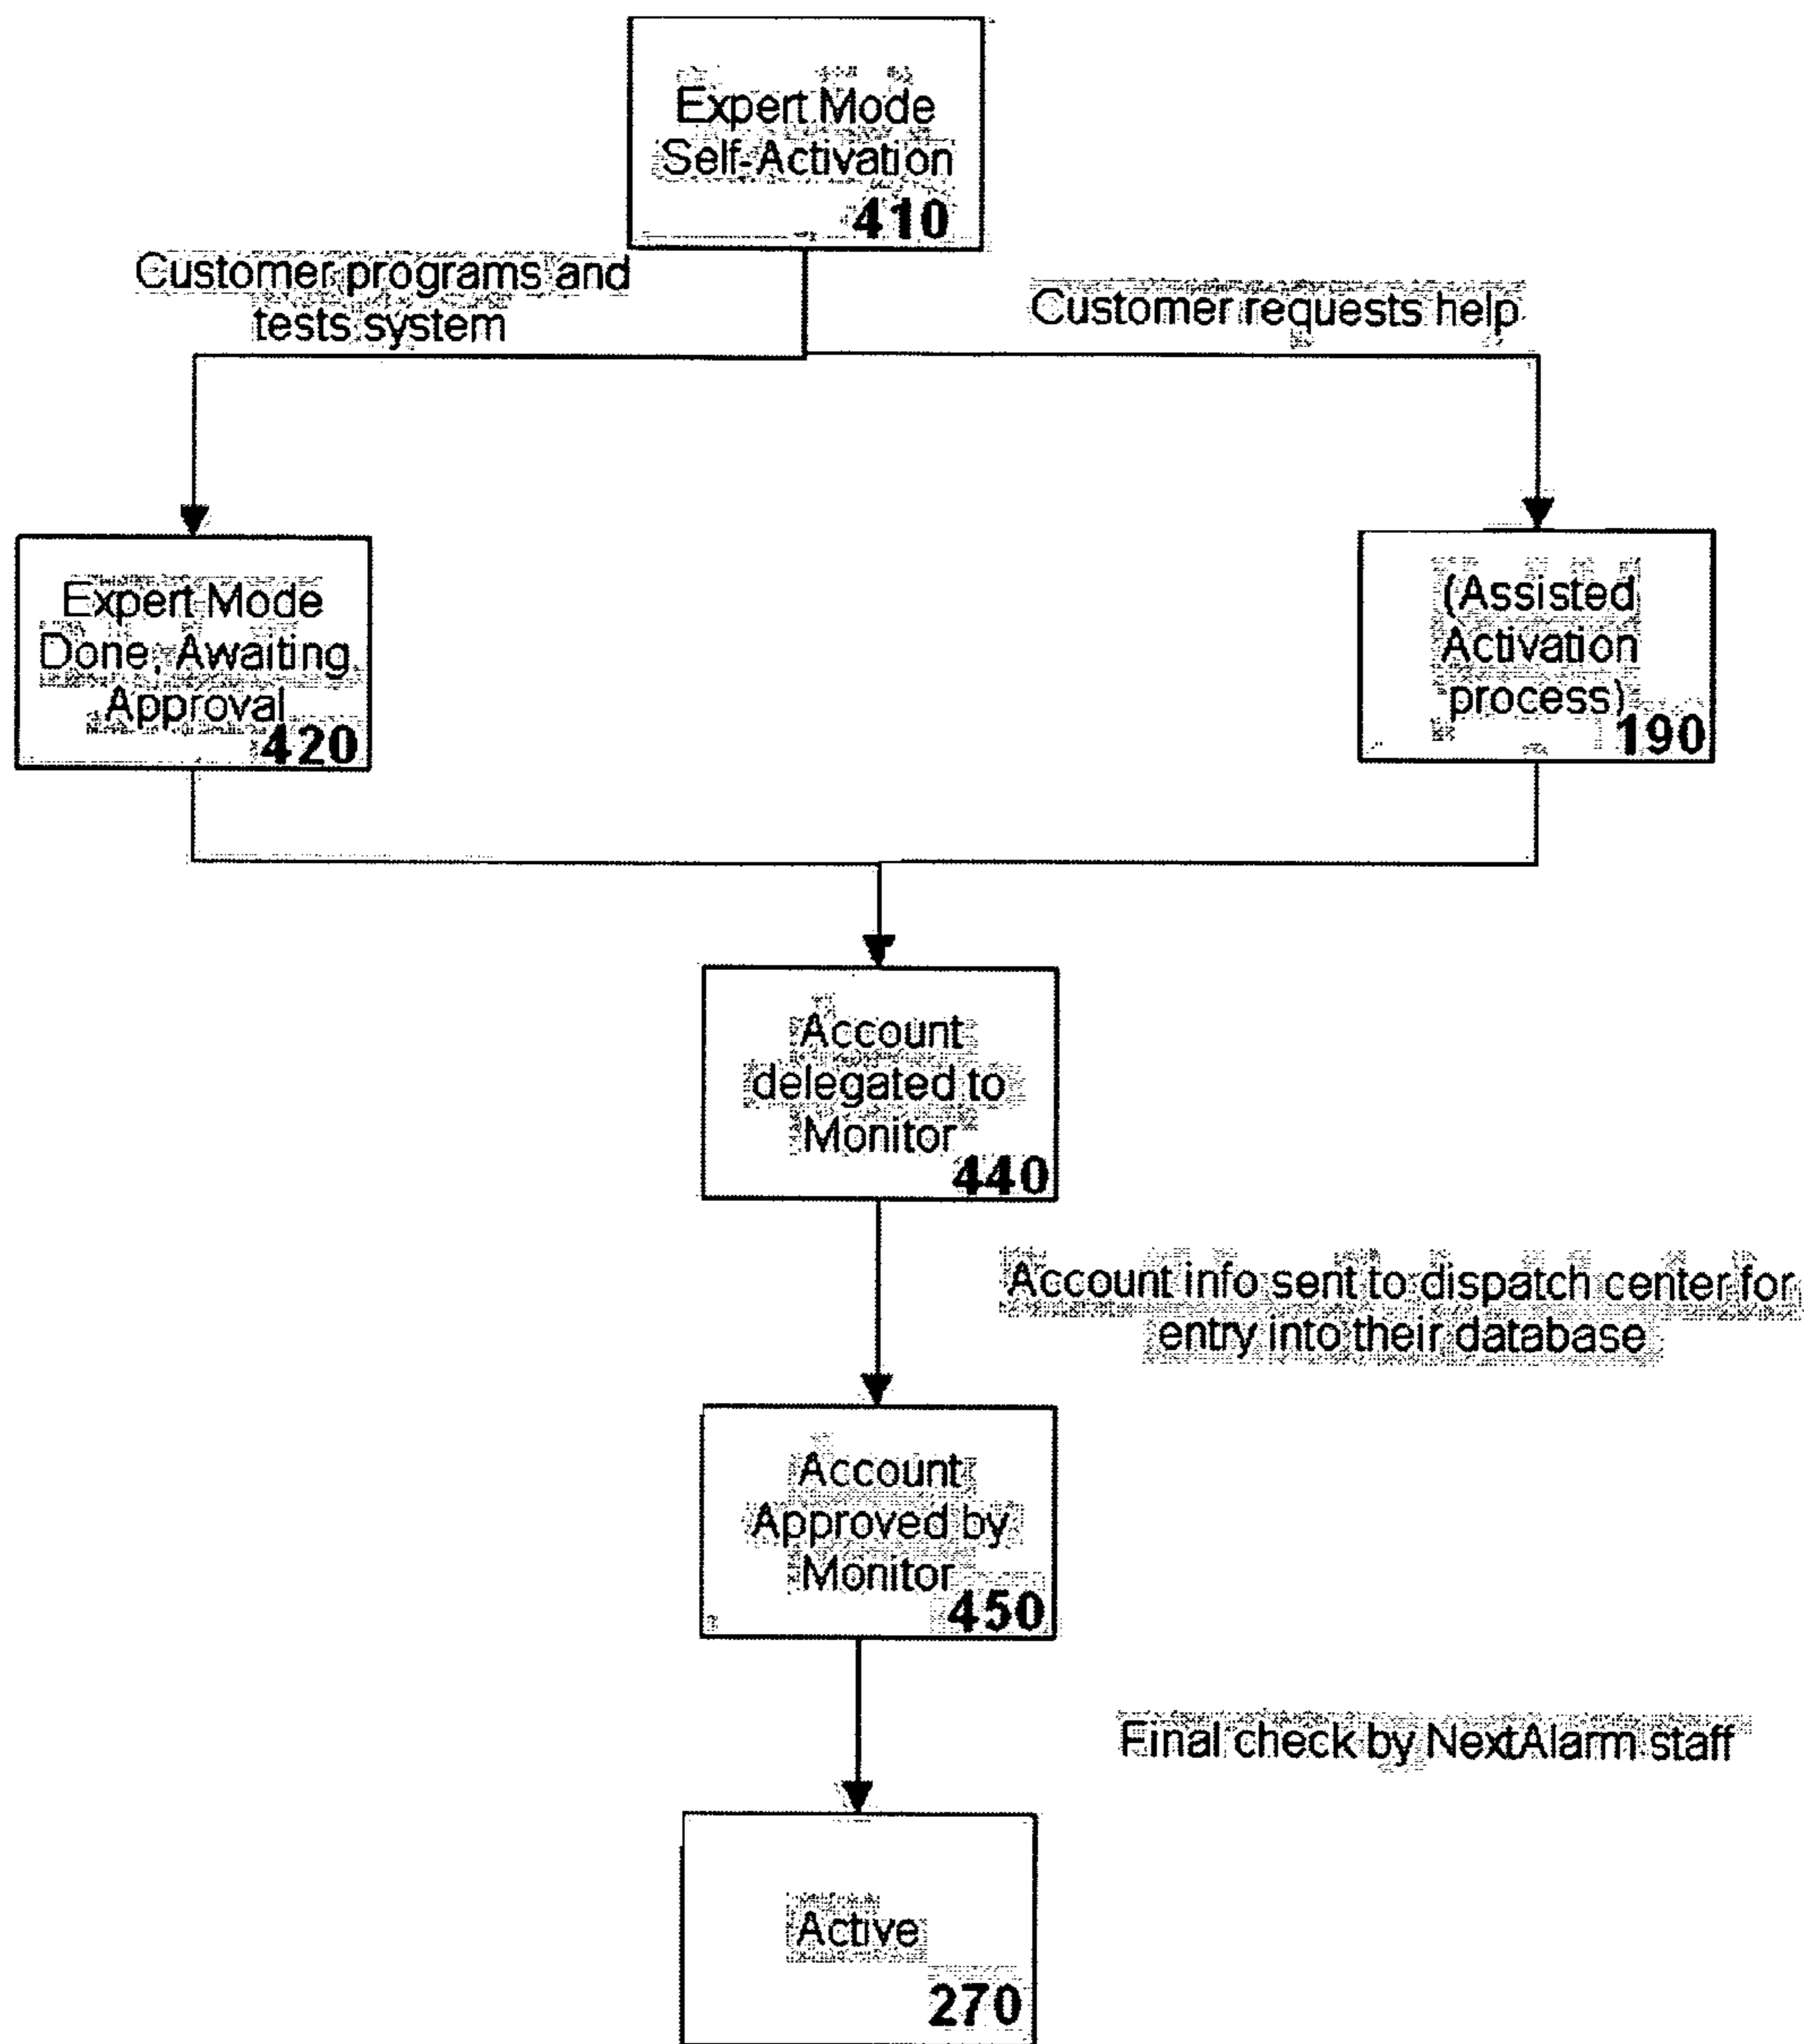 Expert Mode
Self-Activation
410
Customer programs and
tests system
Customer requests help
Expert Mode
Done, Awaiting
Approval
420
(Assisted
Activation
process)
190
Account
delegated to
Monitor
440
Account info sent to dispatch center for
entry into their database
Account
Approved by
Monitor
450
Final check by NextAlarm staff
Active
270